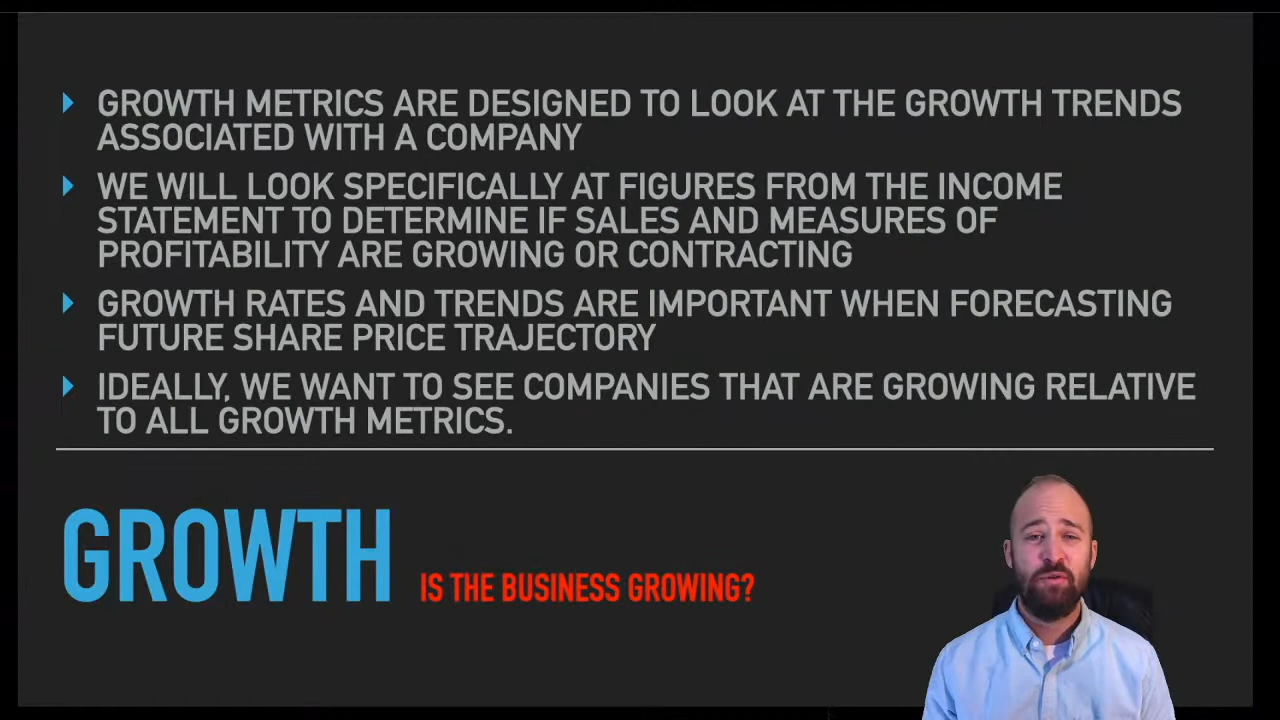 GROWTH METRICS ARE DESIGNED TO LOOK AT THE GROWTH TRENDS
ASSOCIATED WITH A COMPANY
WE WILL LOOK SPECIFICALLY AT FIGURES FROM THE INCOME
STATEMENT TO DETERMINE IF SALES AND MEASURES OF
PROFITABILITY ARE GROWING OR CONTRACTING
GROWTH RATES AND TRENDS ARE IMPORTANT WHEN FORECASTING
FUTURE SHARE PRICE TRAJECTORY
IDEALLY, WE WANT TO SEE COMPANIES THAT ARE GROWING RELATIVE
TO ALL GROWTH METRICS.
GROWTH IS THE BUSINESS GROWING?